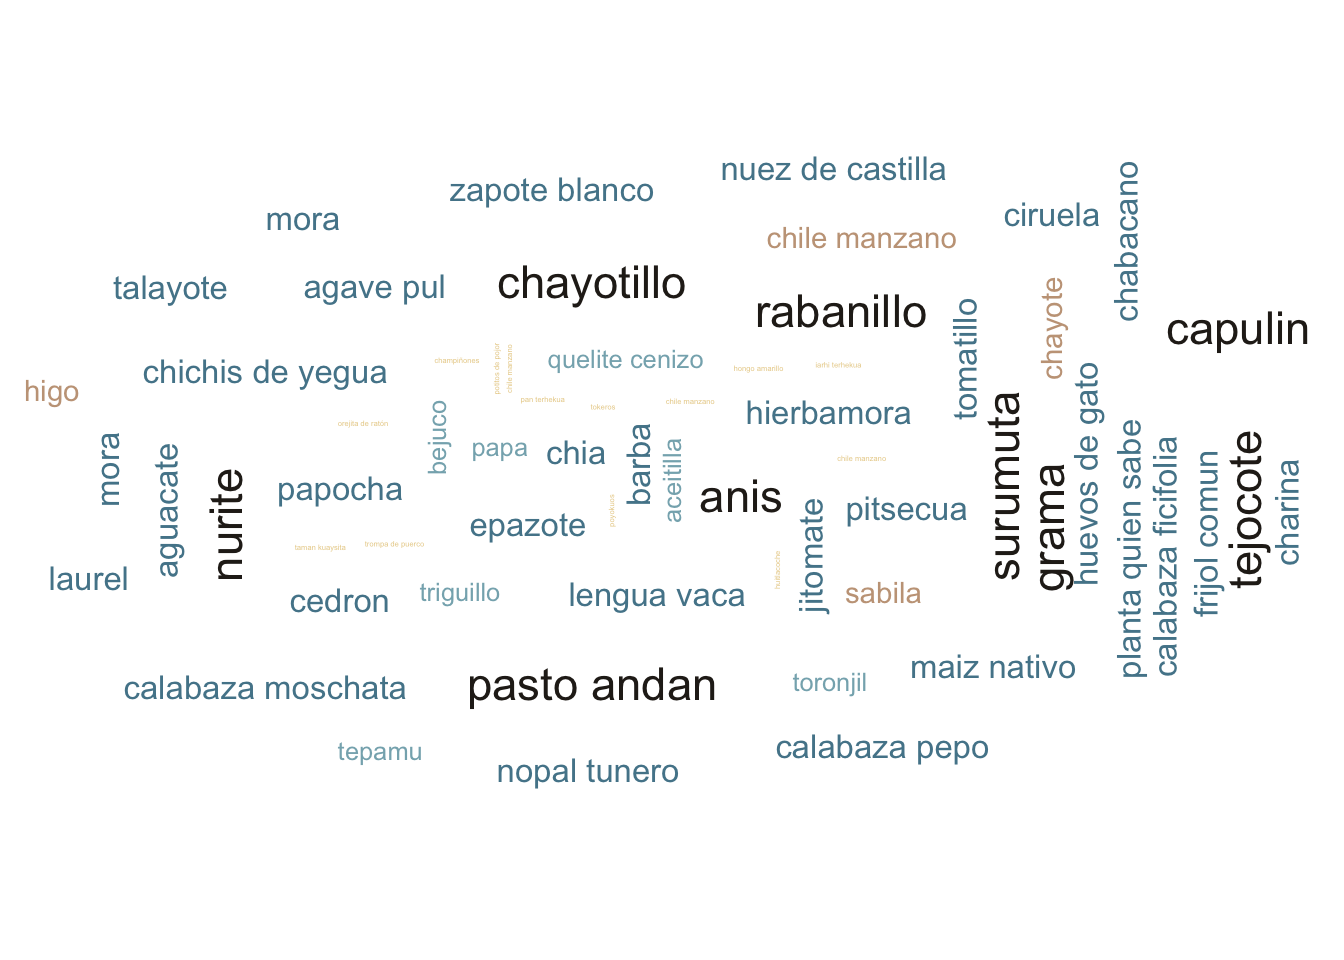 nuez de castilla
zapote blanco
mora
ciruela
chabacano
chile manzano
talayote
agave pul
chayotillo
rabanillo
tomatillo
chayote
capulin
higo
chichis de yegua
champiñones
chile manzano
quelite cenizo
hongo amarillo
iarhi terhekua
pan terhekua
tokeros
chile manzano
orejita de ratón
bejuco
papa
chia
barba
aceitilla
hierbamora
surumuta
huevos de gato
mora
aguacate
nurite
papocha
chile manzano
anis
pitsecua
grama
planta quien sabe
calabaza ficifolia
frijol comun
tejocote
charina
epazote
jitomate
taman kuaysita
trompa de puerco
laurel
cedron
triguillo
lengua vaca
huitlacoche
sabila
calabaza moschata
pasto andan
toronjil
maiz nativo
tepamu
nopal tunero
calabaza pepo